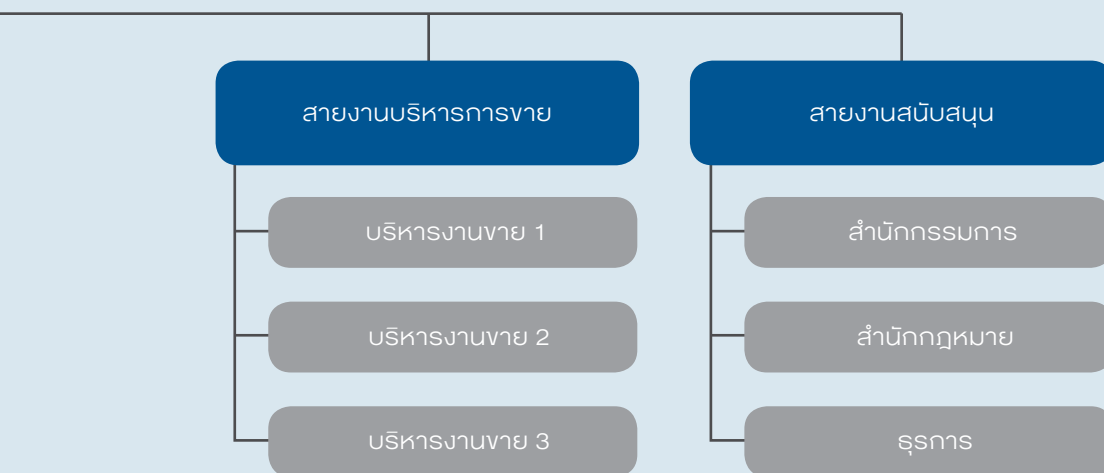 สายงานบริหารการขาย
บริหารงานขาย 1
บริหารงานขาย 2
บริหารงานขาย 3
สายงานสนับสนุน
สำนักกรรมการ
สำนักกฎหมาย
ธุรการ